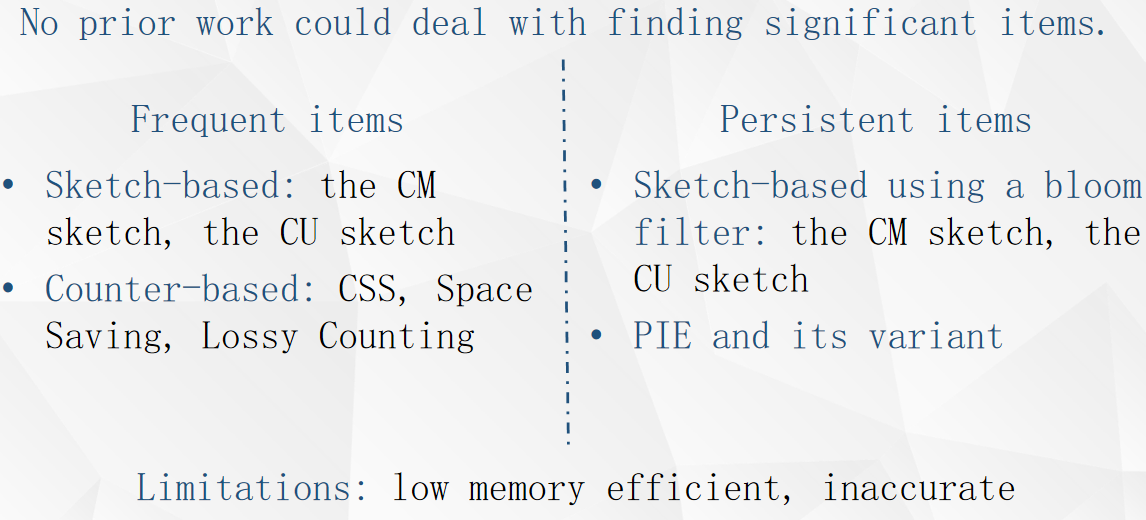 No prior work could deal with finding significant items.
Frequent items
• Sketch-based: the CM
sketch, the CU sketch
• Counter-based: CSS, Space
Saving, Lossy Counting
Persistent items
• Sketch-based using a bloom
filter: the CM sketch, the
CU sketch
• PIE and its variant
Limitations: low memory efficient, inaccurate